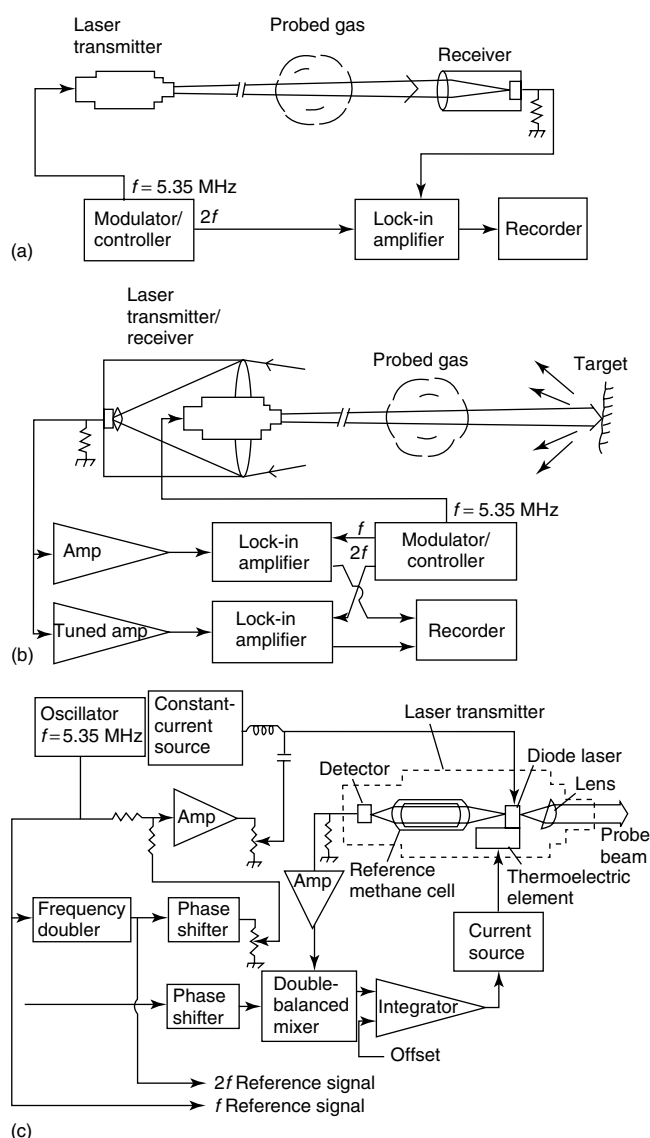 Laser
transmitter
Probed gas
Receiver
f = 5.35 MHz
Modulator/
controller
2f
Lock-in
amplifier
Recorder
(a)
Laser
transmitter/
receiver
Probed gas
Target
f = 5.35 MHz
Amp
Lock-in
amplifier
f
2f
Modulator/
controller
Tuned amp
Lock-in
amplifier
Recorder
(b)
Oscillator
f = 5.35 MHz
Constant-
current
source
Laser transmitter
Diode laser
Detector
Lens
Amp
Probe
beam
Reference
methane cell
Thermoelectric
element
Amp
Frequency
doubler
Phase
shifter
Current
source
Phase
shifter
Double-
balanced
mixer
Integrator
Offset
2f Reference signal
f Reference signal
(c)